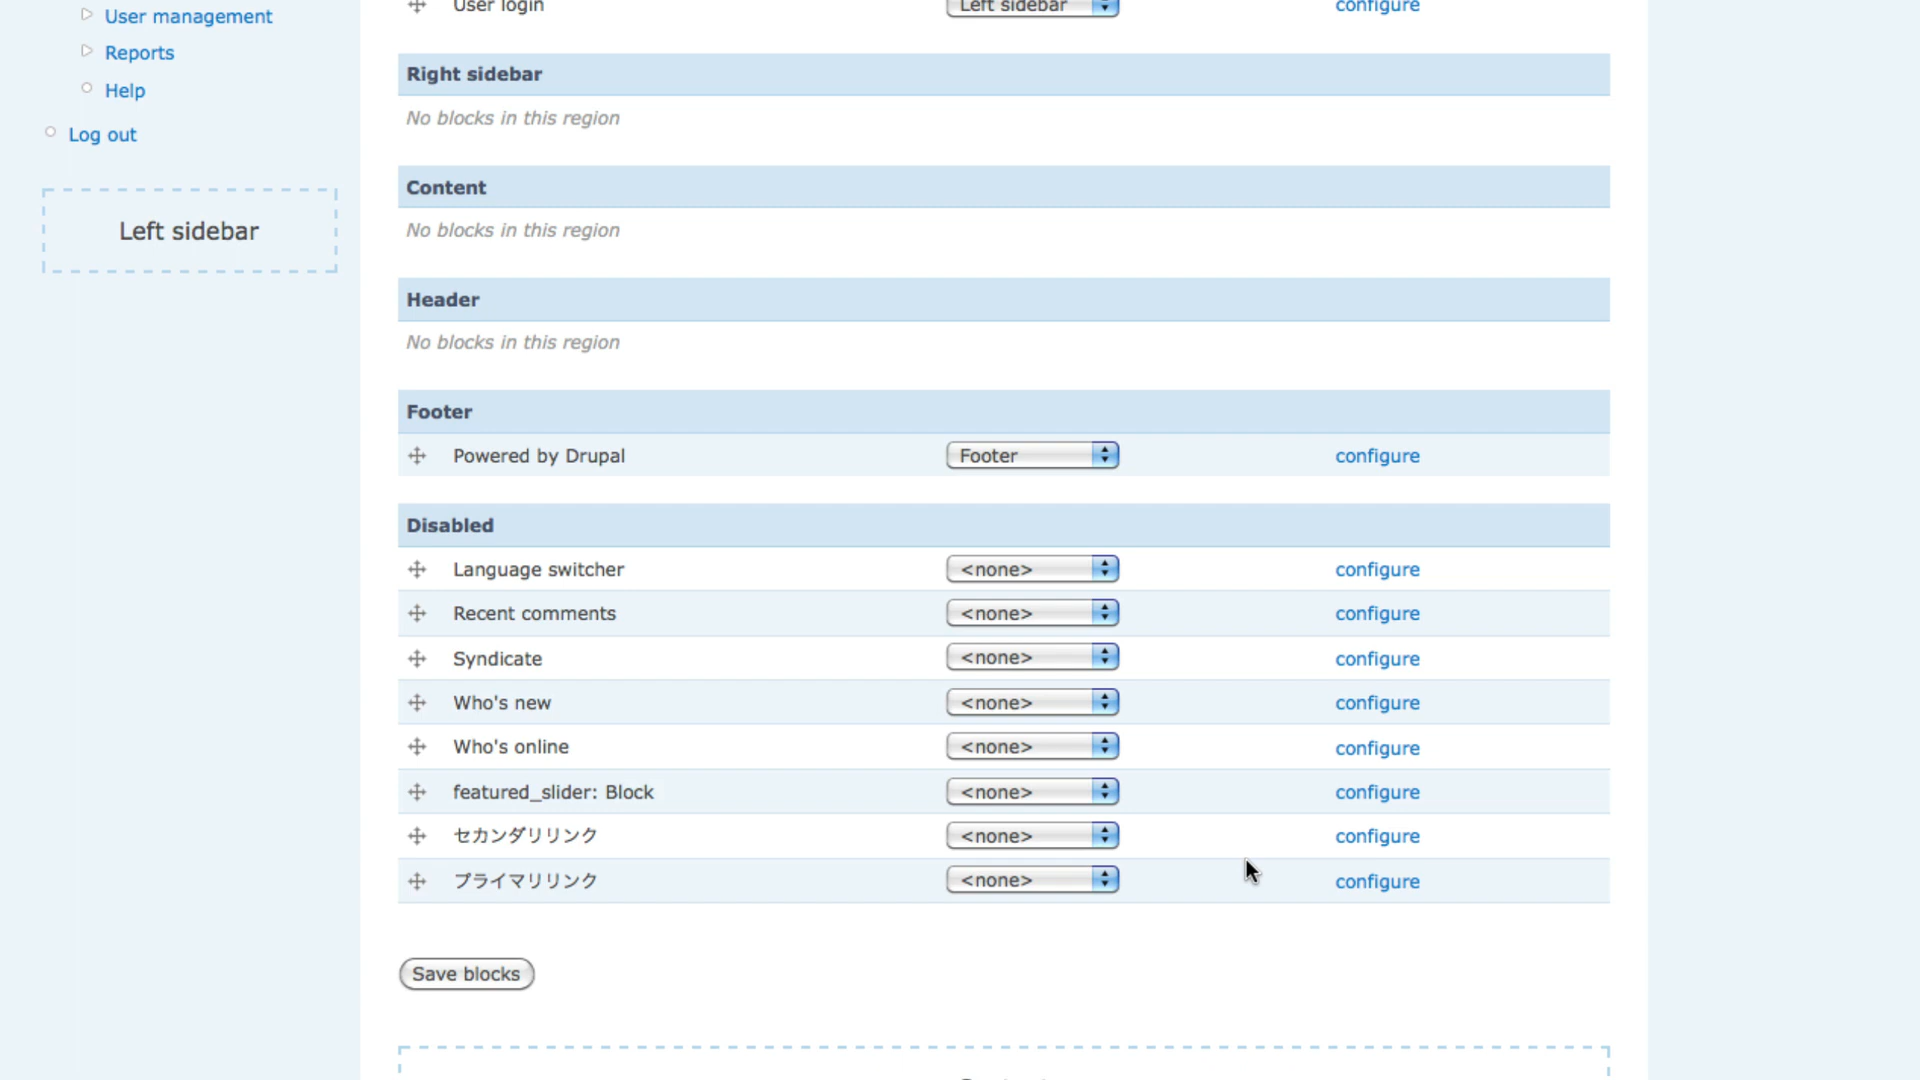 User management
Reports
Help
Log out
Left sidebar
User login Left sidebar configure
Right sidebar
No blocks in this region
Content
No blocks in this region
Header
No blocks in this region
Footer
Powered by Drupal Footer configure
Disabled
Language switcher <none> configure
Recent comments <none> configure
Syndicate <none> configure
Who's new <none> configure
Who's online <none> configure
featured_slider: Block <none> configure
セカンダリリンク <none> configure
プライマリリンク <none> configure
Save blocks